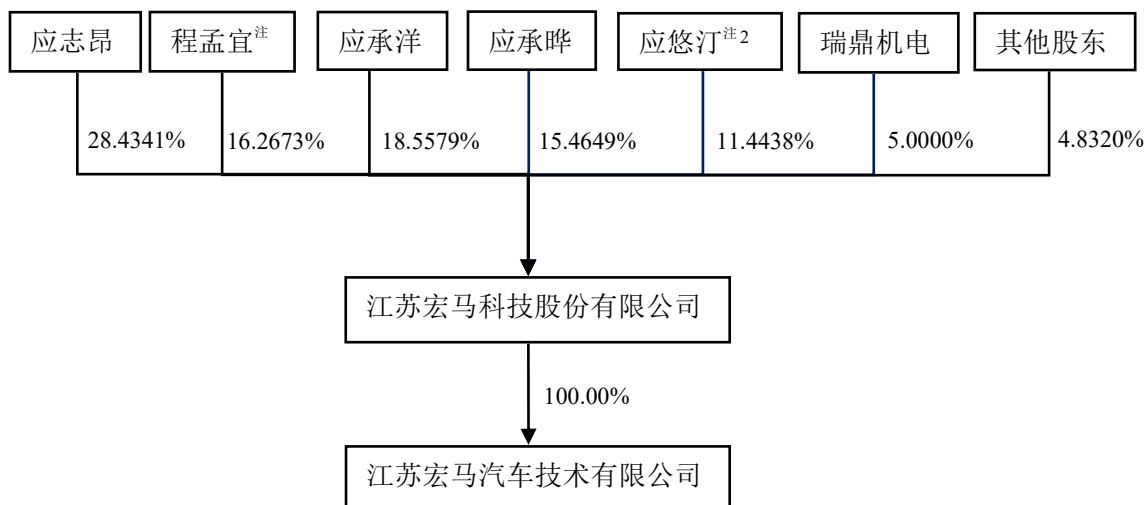 应志昂 程孟宜注 应承洋 应承晔 应悠汀注2 瑞鼎机电 其他股东
28.4341% 16.2673% 18.5579% 15.4649% 11.4438% 5.0000% 4.8320%
江苏宏马科技股份有限公司
100.00%
江苏宏马汽车技术有限公司